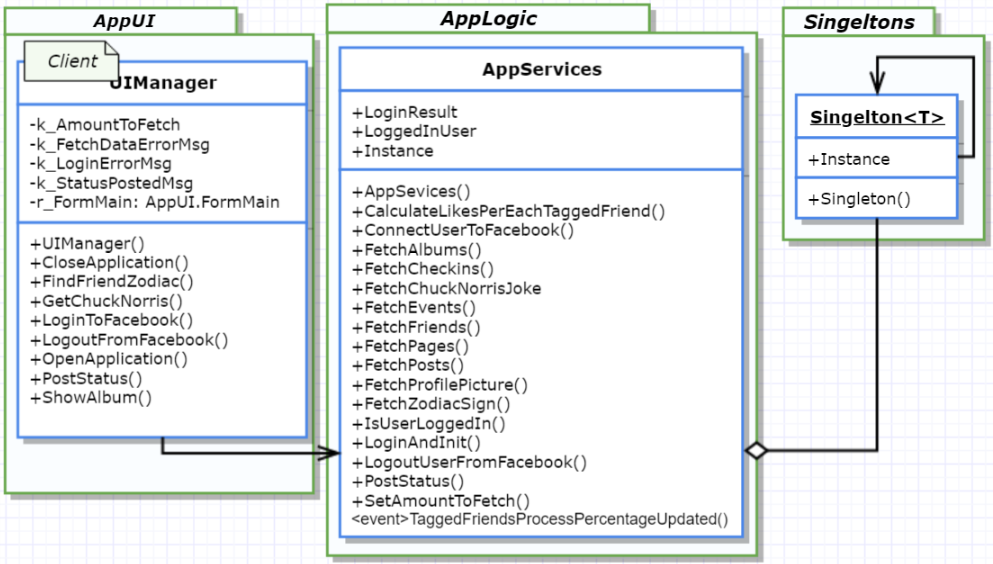 AppUI
Client
UIManager
-k_AmountToFetch
-k_FetchDataErrorMsg
-k_LoginErrorMsg
-k_StatusPostedMsg
-r_FormMain: AppUI.FormMain
+UIManager()
+CloseApplication()
+FindFriendZodiac()
+GetChuckNorris()
+LoginToFacebook()
+LogoutFromFacebook()
+OpenApplication()
+PostStatus()
+ShowAlbum()
AppLogic
AppServices
+LoginResult
+LoggedInUser
+Instance
+AppSevices()
+CalculateLikesPerEachTaggedFriend()
+ConnectUserToFacebook()
+FetchAlbums()
+FetchCheckins()
+FetchChuckNorrisJoke
+FetchEvents()
+FetchFriends()
+FetchPages()
+FetchPosts()
+FetchProfilePicture()
+FetchZodiacSign()
+IsUserLoggedIn()
+LoginAndInit()
+LogoutUserFromFacebook()
+PostStatus()
+SetAmountToFetch()
<event>TaggedFriendsProcessPercentageUpdated()
Singeltons
Singelton<T>
+Instance
+Singleton()